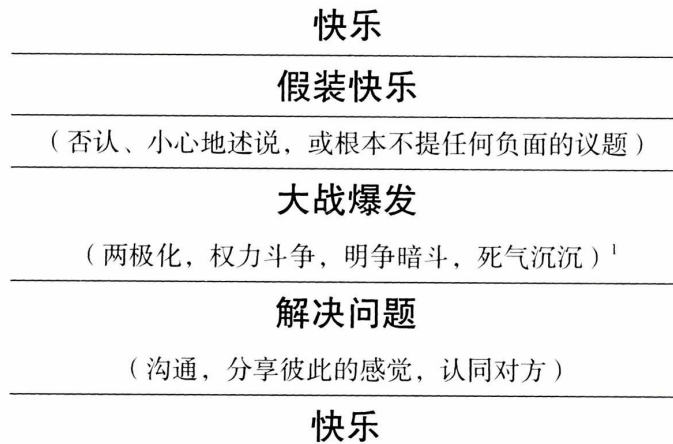 快乐
假装快乐
（否认、小心地述说，或根本不提任何负面的议题）
大战爆发
（两极化，权力斗争，明争暗斗，死气沉沉）¹
解决问题
（沟通，分享彼此的感觉，认同对方）
快乐